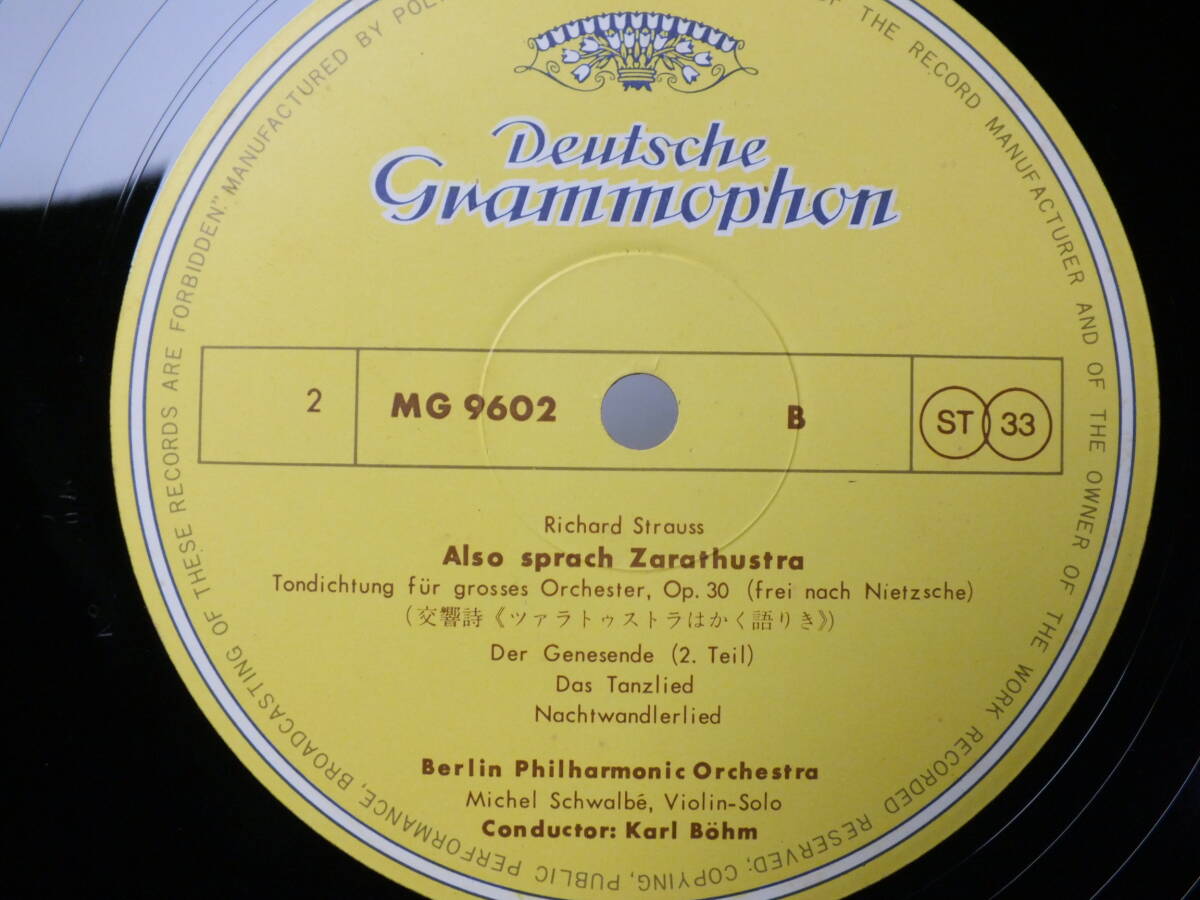 Deutsche
Grammophon
2 MG 9602 B ST 33
Richard Strauss
Also sprach Zarathustra
Tondichtung für grosses Orchester, Op. 30 (frei nach Nietzsche)
(交響詩《ツァラトゥストラはかく語りき》)
Der Genesende (2. Teil)
Das Tanzlied
Nachtwandlerlied
Berlin Philharmonic Orchestra
Michel Schwalbé, Violin-Solo
Conductor: Karl Böhm
OF THE RECORD MANUFACTURER AND OF THE OWNER OF THE WORK RECORDED RESERVED; COPYING, PUBLIC PERFORMANCE, BROADCASTING OF THESE RECORDS ARE FORBIDDEN." MANUFACTURED BY